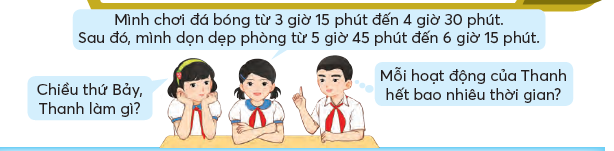 Mình chơi đá bóng từ 3 giờ 15 phút đến 4 giờ 30 phút.
Sau đó, mình dọn dẹp phòng từ 5 giờ 45 phút đến 6 giờ 15 phút.
Chiều thứ Bảy,
Thanh làm gì?
Mỗi hoạt động của Thanh
hết bao nhiêu thời gian?